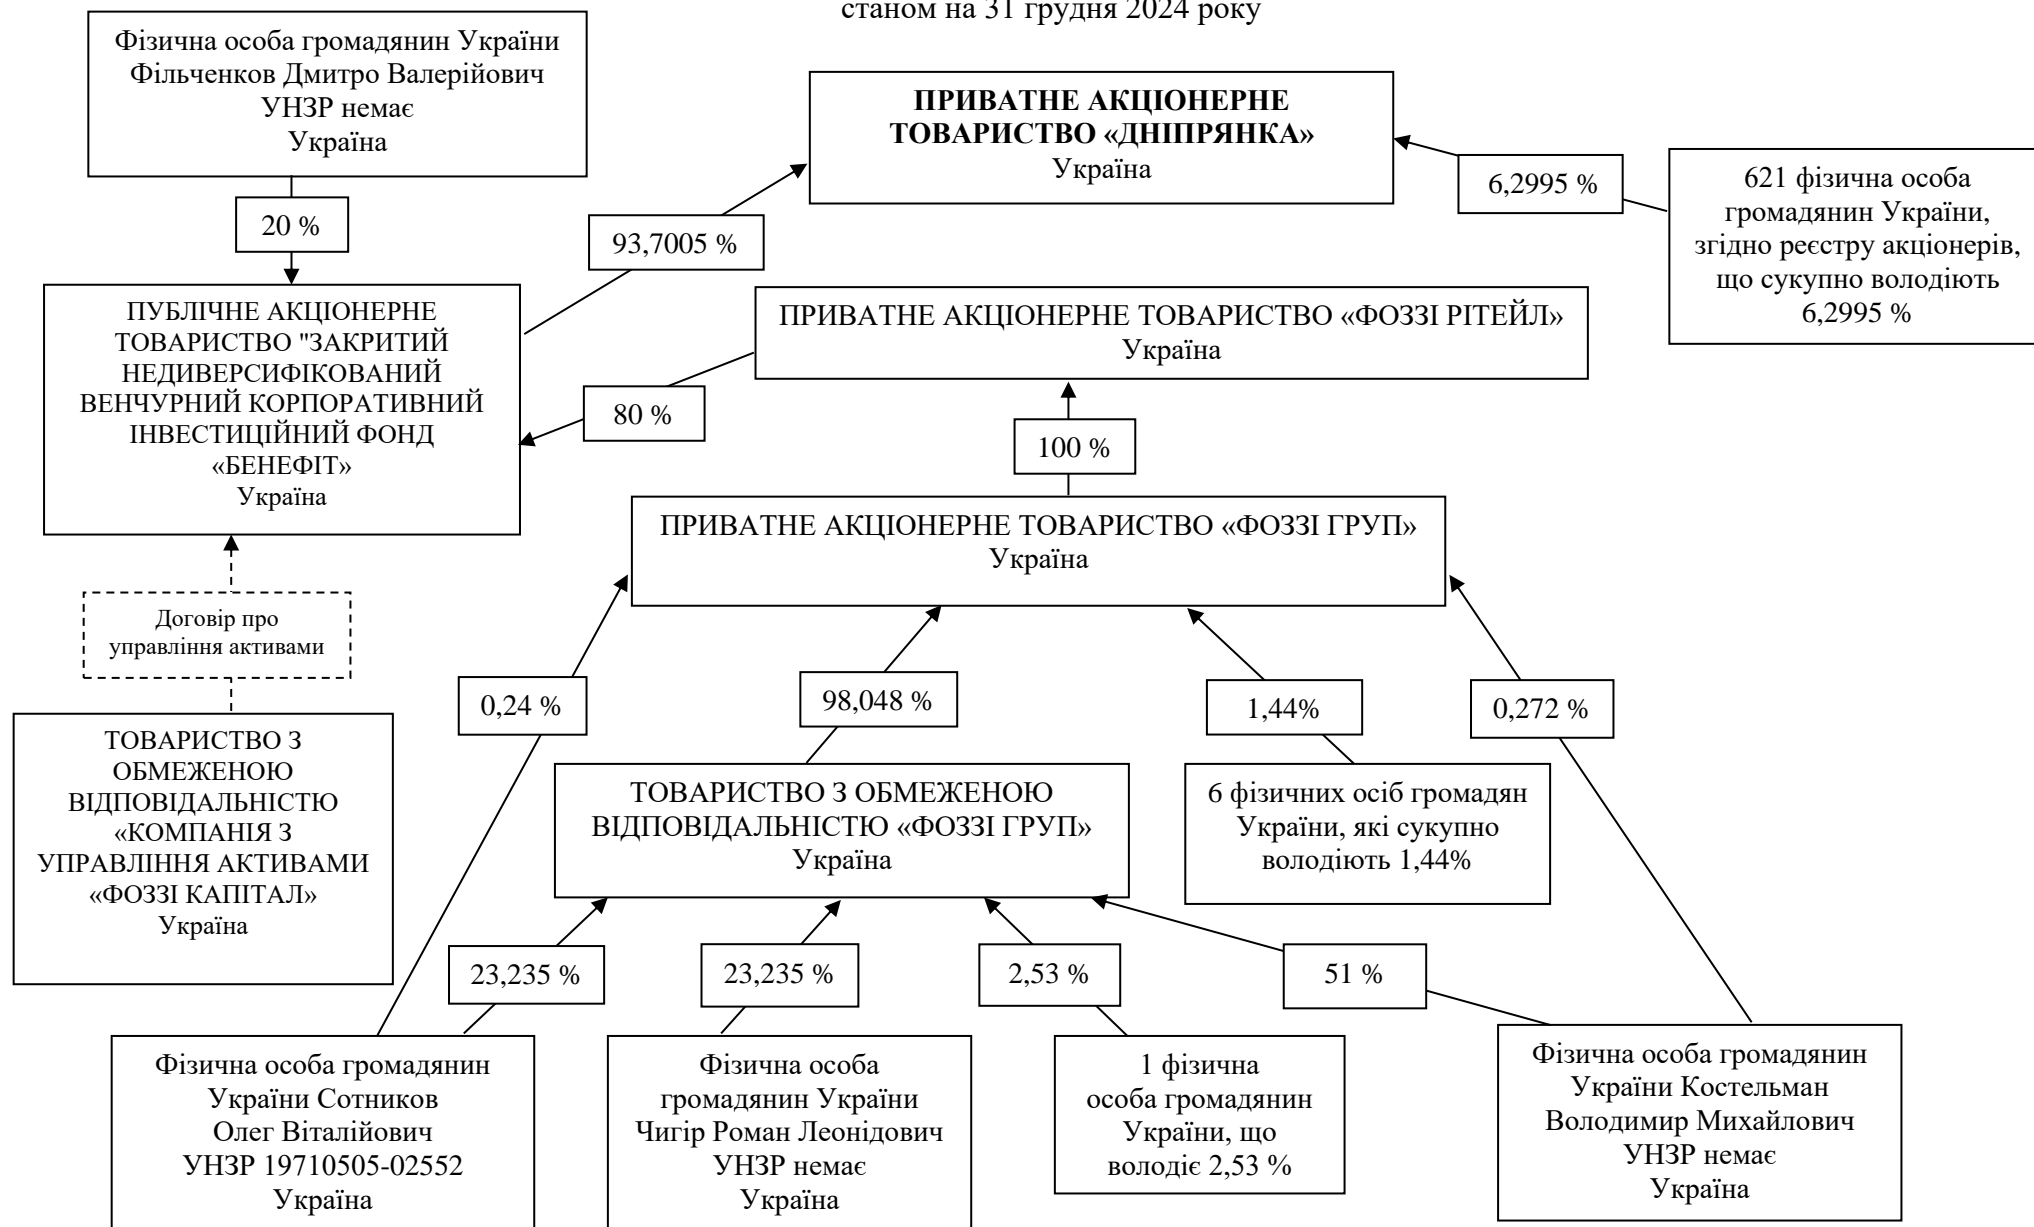 станом на 31 грудня 2024 року
Фізична особа громадянин України
Фільченков Дмитро Валерійович
УНЗР немає
Україна
ПРИВАТНЕ АКЦІОНЕРНЕ
ТОВАРИСТВО «ДНІПРЯНКА»
Україна
6,2995 %
621 фізична особа
громадянин України,
згідно реєстру акціонерів,
що сукупно володіють
6,2995 %
20 %
93,7005 %
ПУБЛІЧНЕ АКЦІОНЕРНЕ
ТОВАРИСТВО "ЗАКРИТИЙ
НЕДИВЕРСИФІКОВАНИЙ
ВЕНЧУРНИЙ КОРПОРАТИВНИЙ
ІНВЕСТИЦІЙНИЙ ФОНД
«БЕНЕФІТ»
Україна
ПРИВАТНЕ АКЦІОНЕРНЕ ТОВАРИСТВО «ФОЗЗІ РІТЕЙЛ»
Україна
80 %
100 %
ПРИВАТНЕ АКЦІОНЕРНЕ ТОВАРИСТВО «ФОЗЗІ ГРУП»
Україна
Договір про
управління активами
0,24 %
98,048 %
1,44%
0,272 %
ТОВАРИСТВО З
ОБМЕЖЕНОЮ
ВІДПОВІДАЛЬНІСТЮ
«КОМПАНІЯ З
УПРАВЛІННЯ АКТИВАМИ
«ФОЗЗІ КАПІТАЛ»
Україна
ТОВАРИСТВО З ОБМЕЖЕНОЮ
ВІДПОВІДАЛЬНІСТЮ «ФОЗЗІ ГРУП»
Україна
6 фізичних осіб громадян
України, які сукупно
володіють 1,44%
23,235 %
23,235 %
2,53 %
51 %
Фізична особа громадянин
України Сотников
Олег Віталійович
УНЗР 19710505-02552
Україна
Фізична особа
громадянин України
Чигір Роман Леонідович
УНЗР немає
Україна
1 фізична
особа громадянин
України, що
володіє 2,53 %
Фізична особа громадянин
України Костельман
Володимир Михайлович
УНЗР немає
Україна